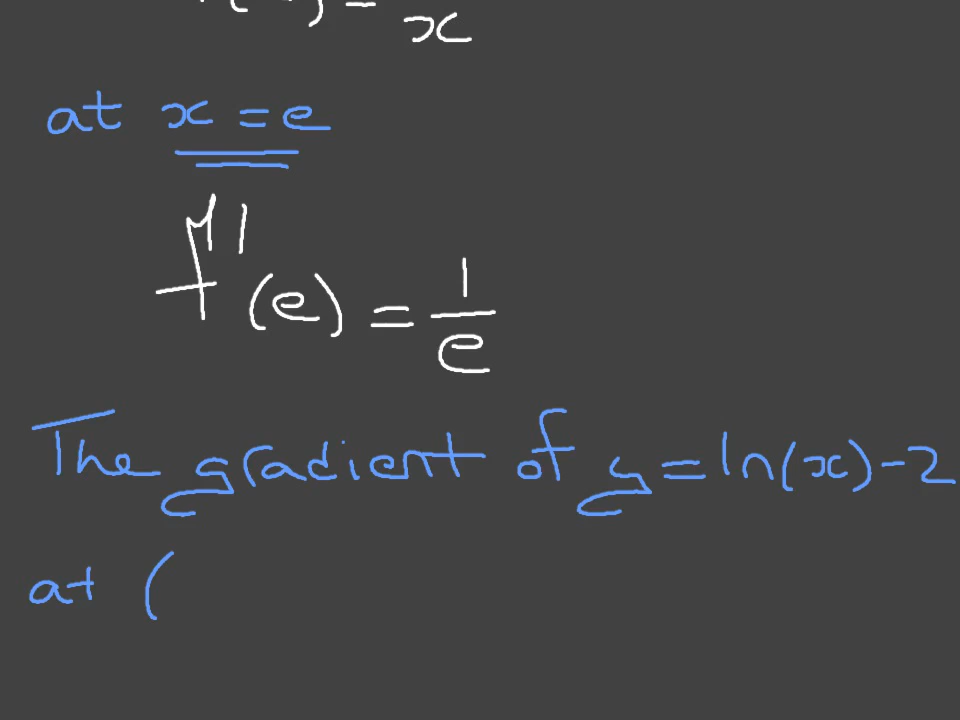 x
at x = e
f'(e) = 1/e
The gradient of y = ln(x) - 2
at (